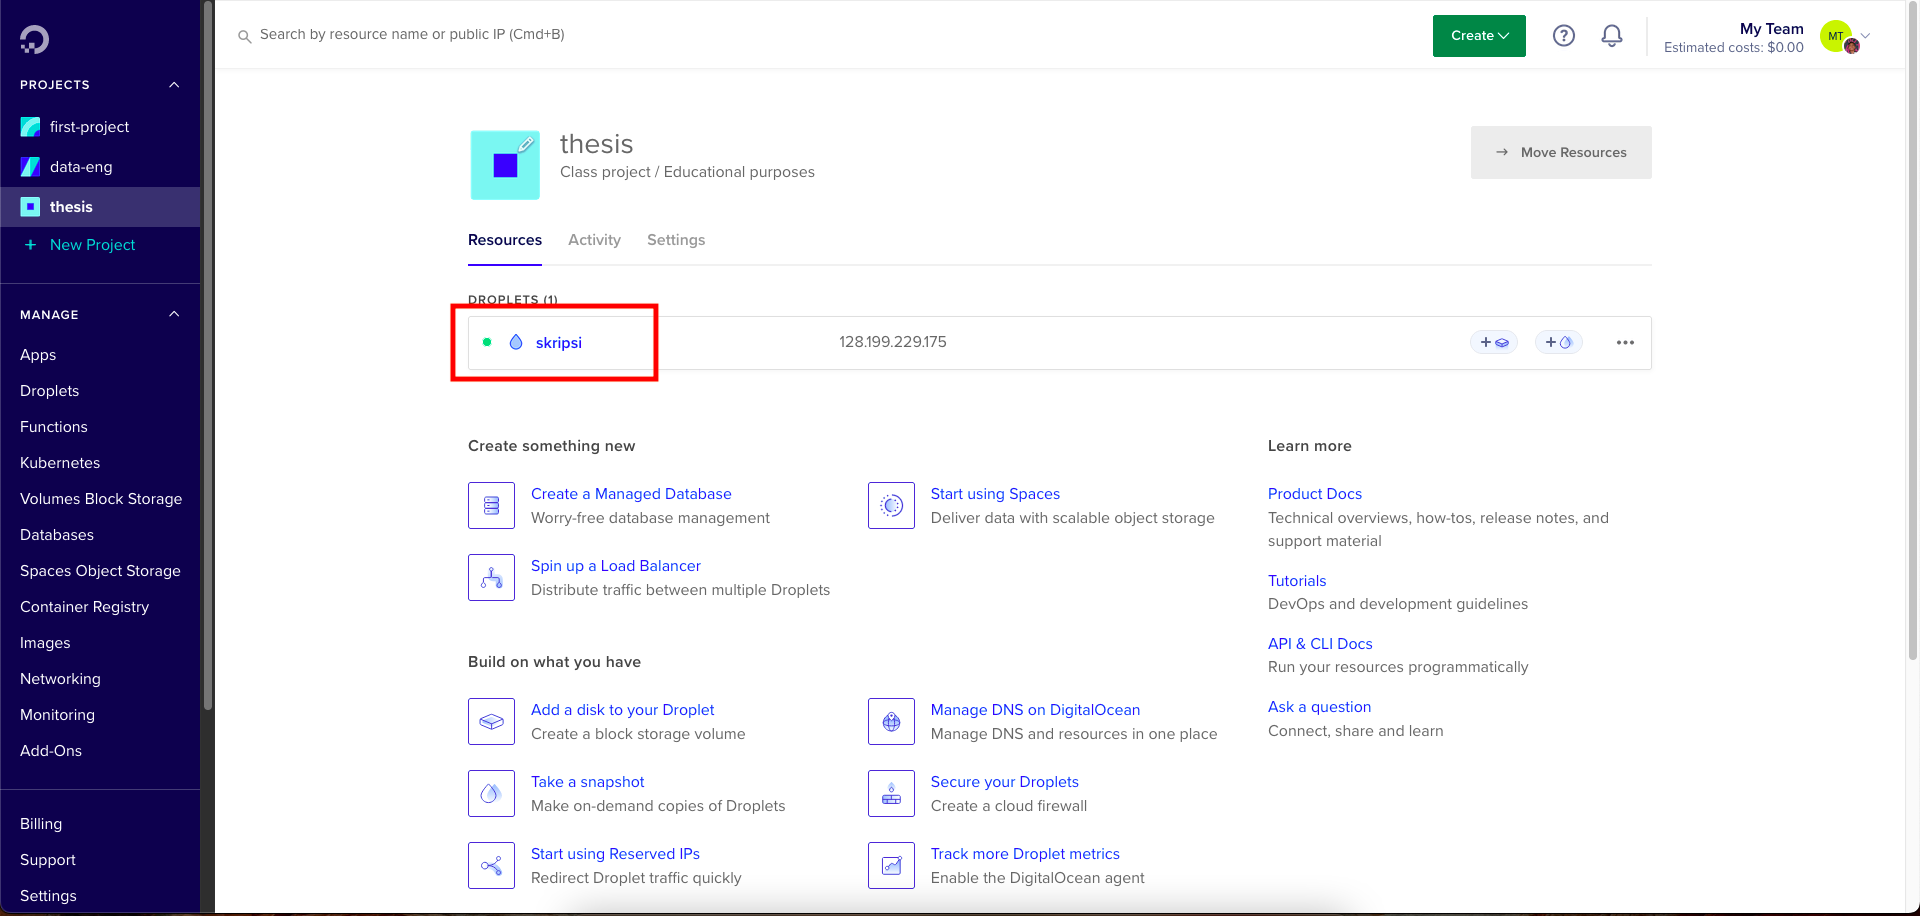 Search by resource name or public IP (Cmd+B)
Create
My Team
Estimated costs: $0.00
MT
PROJECTS
first-project
data-eng
thesis
+ New Project
MANAGE
Apps
Droplets
Functions
Kubernetes
Volumes Block Storage
Databases
Spaces Object Storage
Container Registry
Images
Networking
Monitoring
Add-Ons
Billing
Support
Settings
thesis
Class project / Educational purposes
→ Move Resources
Resources
Activity
Settings
DROPLETS (1)
skripsi
128.199.229.175
Create something new
Create a Managed Database
Worry-free database management
Start using Spaces
Deliver data with scalable object storage
Spin up a Load Balancer
Distribute traffic between multiple Droplets
Build on what you have
Add a disk to your Droplet
Create a block storage volume
Manage DNS on DigitalOcean
Manage DNS and resources in one place
Take a snapshot
Make on-demand copies of Droplets
Secure your Droplets
Create a cloud firewall
Start using Reserved IPs
Redirect Droplet traffic quickly
Track more Droplet metrics
Enable the DigitalOcean agent
Learn more
Product Docs
Technical overviews, how-tos, release notes, and
support material
Tutorials
DevOps and development guidelines
API & CLI Docs
Run your resources programmatically
Ask a question
Connect, share and learn